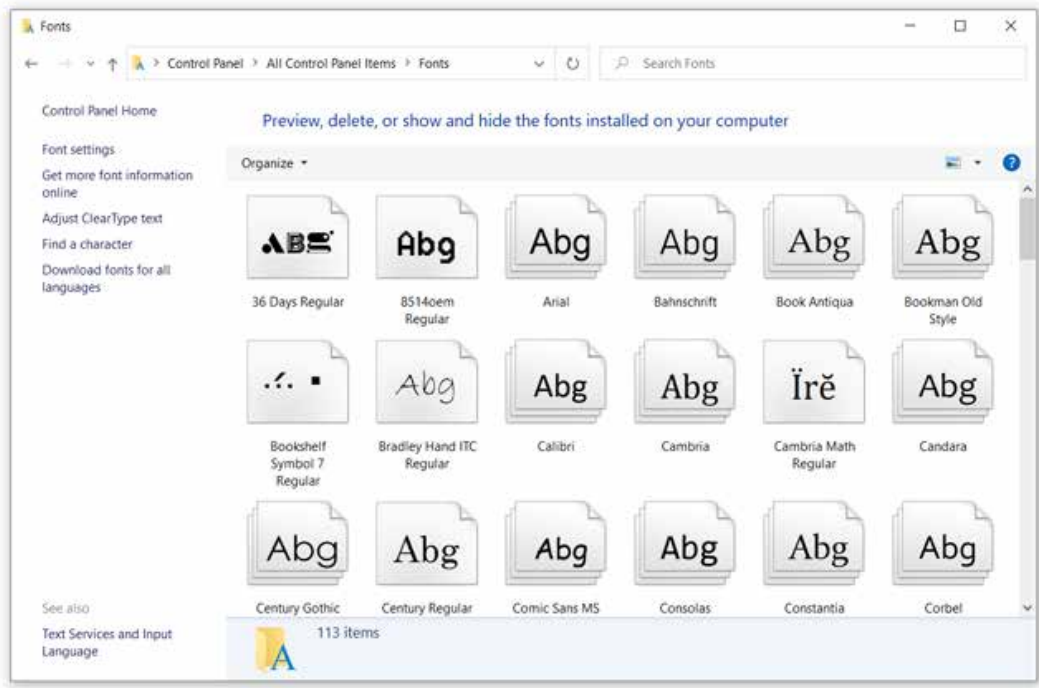 Fonts
Control Panel > All Control Panel Items > Fonts
Search Fonts
Control Panel Home
Font settings
Get more font information
online
Adjust ClearType text
Find a character
Download fonts for all
languages
See also
Text Services and Input
Language
Preview, delete, or show and hide the fonts installed on your computer
Organize
?
ABE
Abg
Abg
Abg
Abg
Abg
36 Days Regular
8514oem
Regular
Arial
Bahnschrift
Book Antiqua
Bookman Old
Style
Abg
Abg
Abg
Ïrĕ
Abg
Bookshelf
Symbol 7
Regular
Bradley Hand ITC
Regular
Calibri
Cambria
Cambria Math
Regular
Candara
Abg
Abg
Abg
Abg
Abg
Abg
Century Gothic
Century Regular
Comic Sans MS
Consolas
Constantia
Corbel
A
113 items